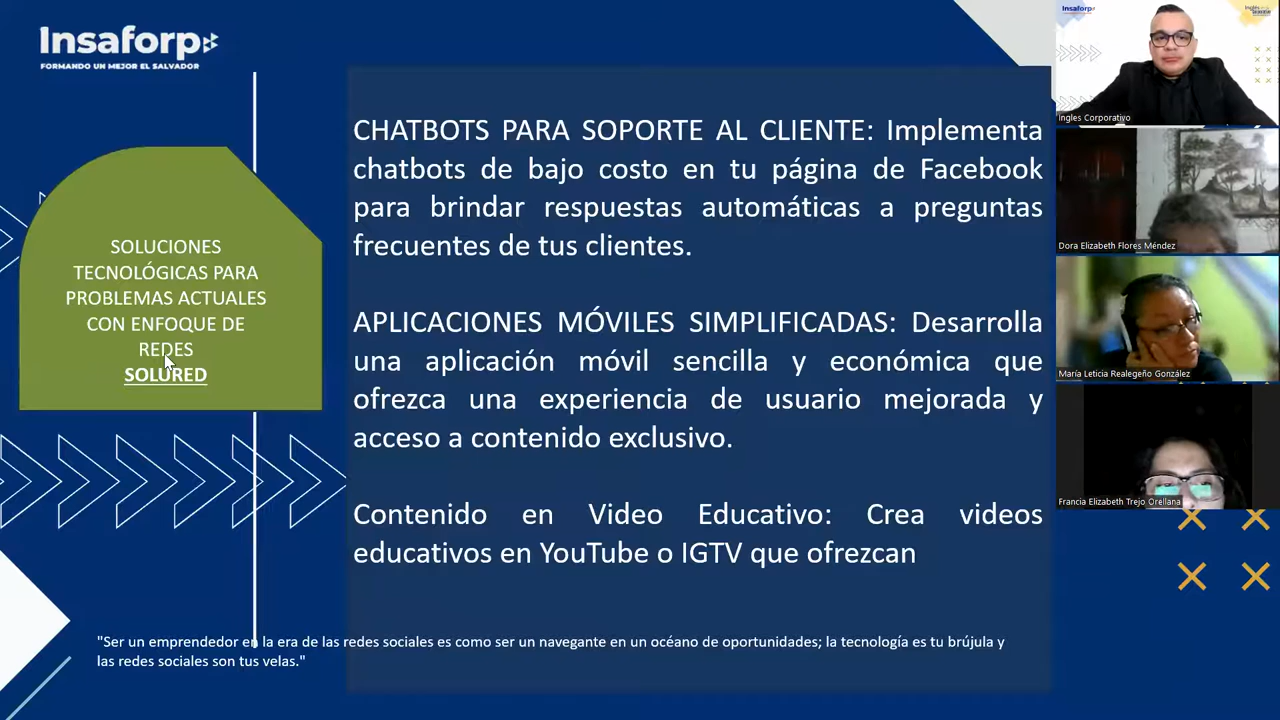 Insaforp
FORMANDO UN MEJOR EL SALVADOR
SOLUCIONES
TECNOLÓGICAS PARA
PROBLEMAS ACTUALES
CON ENFOQUE DE
REDES
SOLURED
CHATBOTS PARA SOPORTE AL CLIENTE: Implementa
chatbots de bajo costo en tu página de Facebook
para brindar respuestas automáticas a preguntas
frecuentes de tus clientes.
APLICACIONES MÓVILES SIMPLIFICADAS: Desarrolla
una aplicación móvil sencilla y económica que
ofrezca una experiencia de usuario mejorada y
acceso a contenido exclusivo.
Contenido en Video Educativo: Crea videos
educativos en YouTube o IGTV que ofrezcan
"Ser un emprendedor en la era de las redes sociales es como ser un navegante en un océano de oportunidades; la tecnología es tu brújula y
las redes sociales son tus velas."
Insaforp
Ingles Corporativo
Dora Elizabeth Flores Méndez
María Leticia Realegeño González
Francia Elizabeth Trejo Orellana